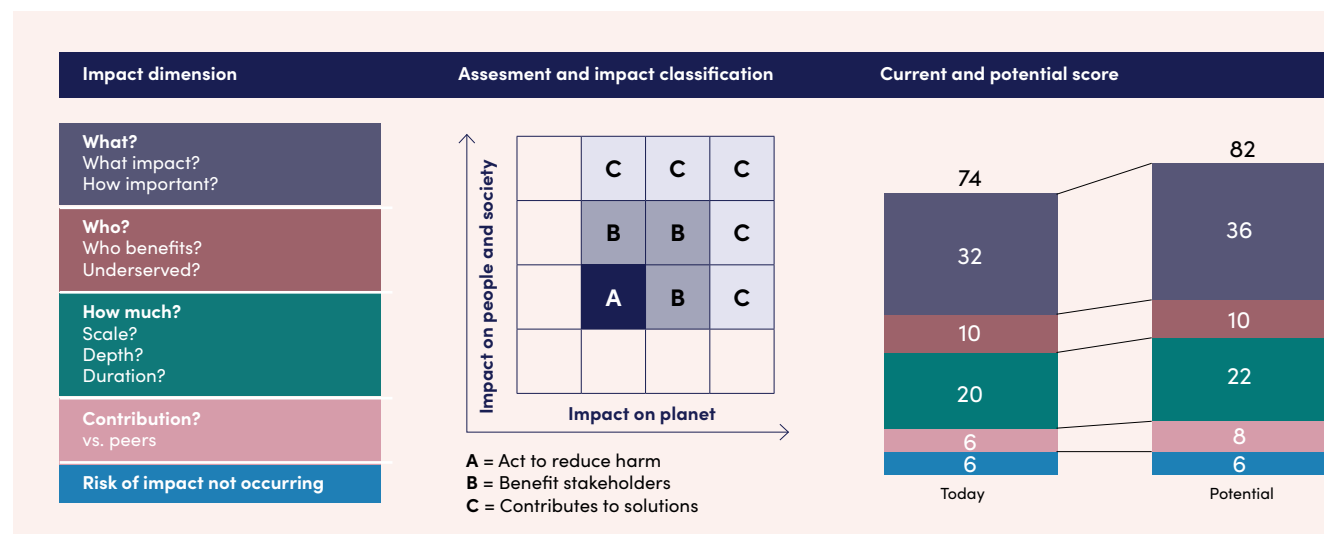 Impact dimension
Assesment and impact classification
Current and potential score
What?
What impact?
How important?
Who?
Who benefits?
Underserved?
How much?
Scale?
Depth?
Duration?
Contribution?
vs. peers
Risk of impact not occurring
Impact on people and society
C C C
B B C
A B C
Impact on planet
A = Act to reduce harm
B = Benefit stakeholders
C = Contributes to solutions
74
32
10
20
6
6
Today
82
36
10
22
8
6
Potential